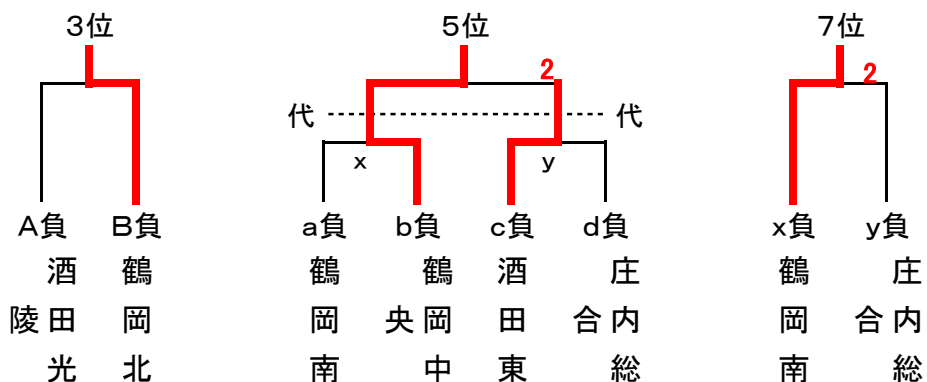 3位
5位
7位
2
2
代
代
x
y
A負
B負
a負
b負
c負
d負
x負
y負
酒田光陵
鶴岡北
鶴岡南
鶴岡中央
酒田東
庄内総合
鶴岡南
庄内総合